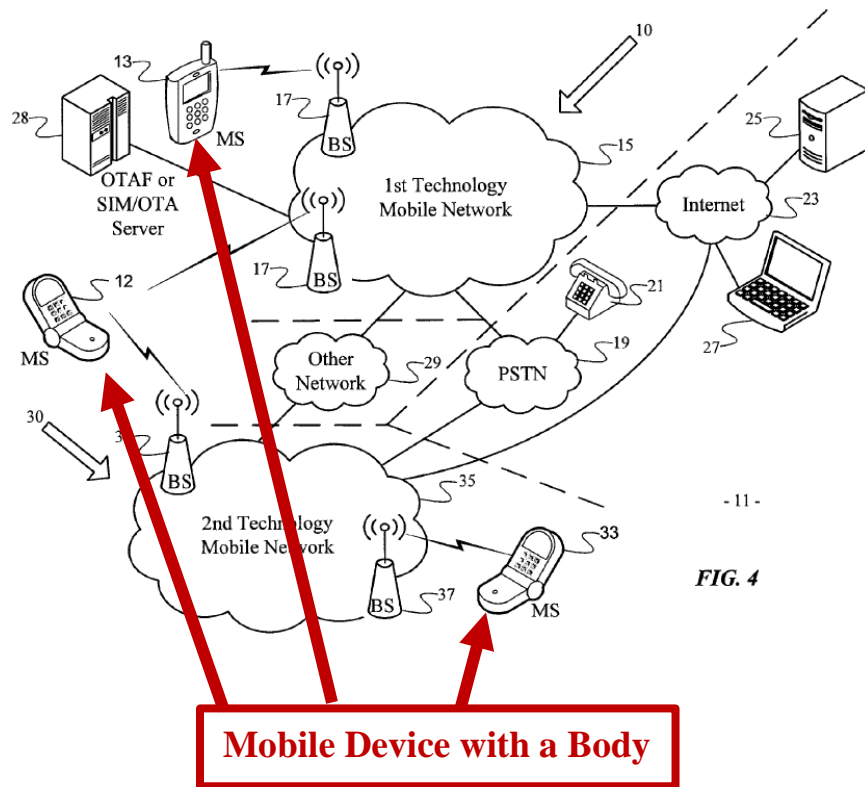 10
13
17
28
25
MS
BS
15
OTAF or
SIM/OTA
Server
1st Technology
Mobile Network
Internet
23
12
17
BS
21
27
MS
Other
Network
29
PSTN
19
30
BS
35
2nd Technology
Mobile Network
33
- 11 -
BS
37
MS
FIG. 4
Mobile Device with a Body